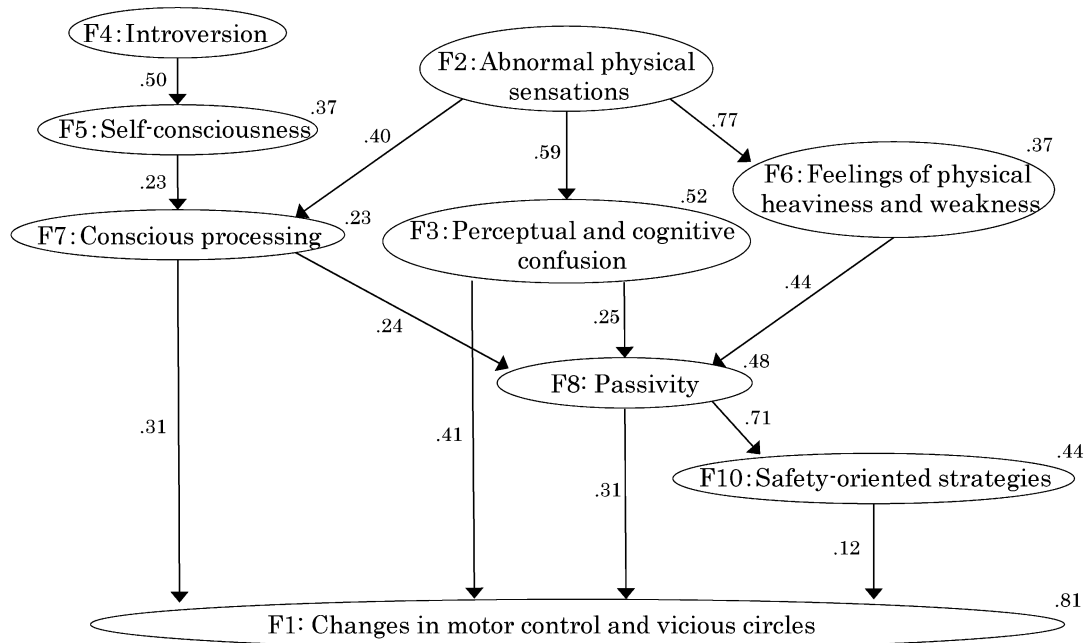 F4:Introversion
F2:Abnormal physical
sensations
.50
.37
F5:Self-consciousness
.40
.59
.77
.37
F6:Feelings of physical
heaviness and weakness
.23
.23
F7:Conscious processing
.52
F3:Perceptual and cognitive
confusion
.24
.25
.44
.48
F8: Passivity
.31
.41
.31
.71
.44
F10:Safety-oriented strategies
.12
.81
F1: Changes in motor control and vicious circles